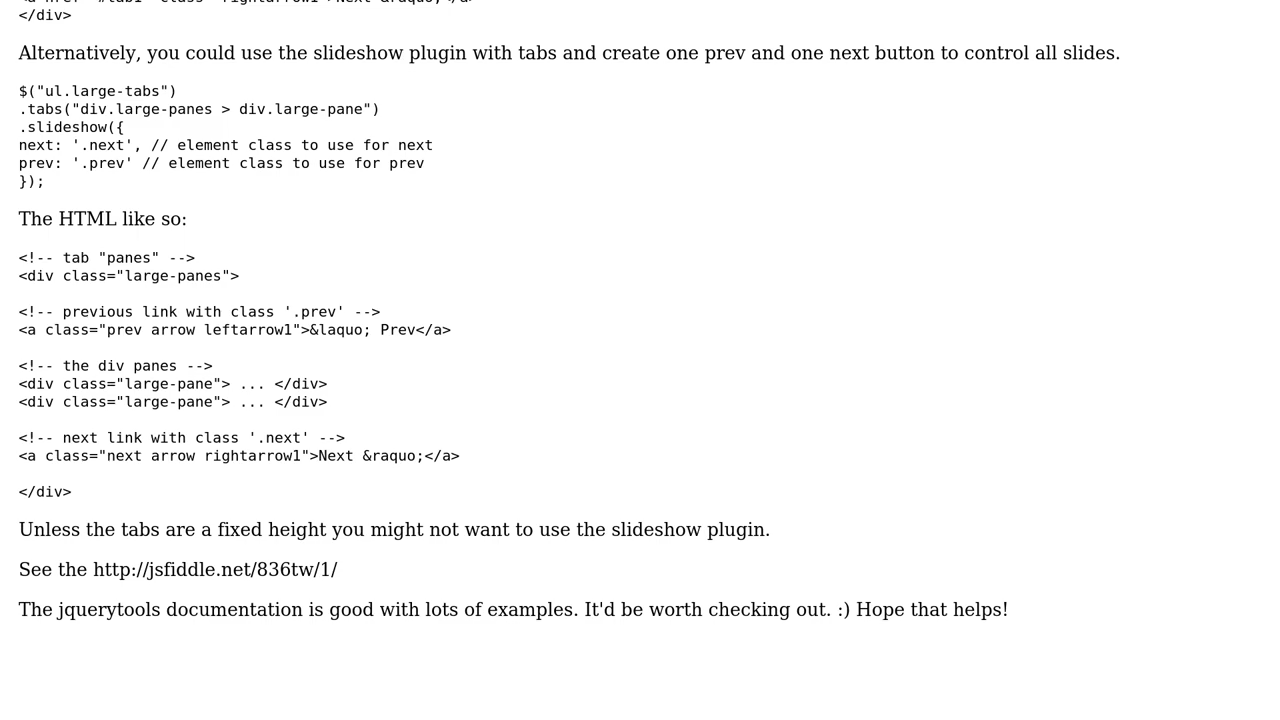 </div>
Alternatively, you could use the slideshow plugin with tabs and create one prev and one next button to control all slides.
$("ul.large-tabs")
.tabs("div.large-panes > div.large-pane")
.slideshow({
next: '.next', // element class to use for next
prev: '.prev' // element class to use for prev
});
The HTML like so:
<!-- tab "panes" -->
<div class="large-panes">
<!-- previous link with class '.prev' -->
<a class="prev arrow leftarrow1">&laquo; Prev</a>
<!-- the div panes -->
<div class="large-pane"> ... </div>
<div class="large-pane"> ... </div>
<!-- next link with class '.next' -->
<a class="next arrow rightarrow1">Next &raquo;</a>
</div>
Unless the tabs are a fixed height you might not want to use the slideshow plugin.
See the http://jsfiddle.net/836tw/1/
The jquerytools documentation is good with lots of examples. It'd be worth checking out. :) Hope that helps!